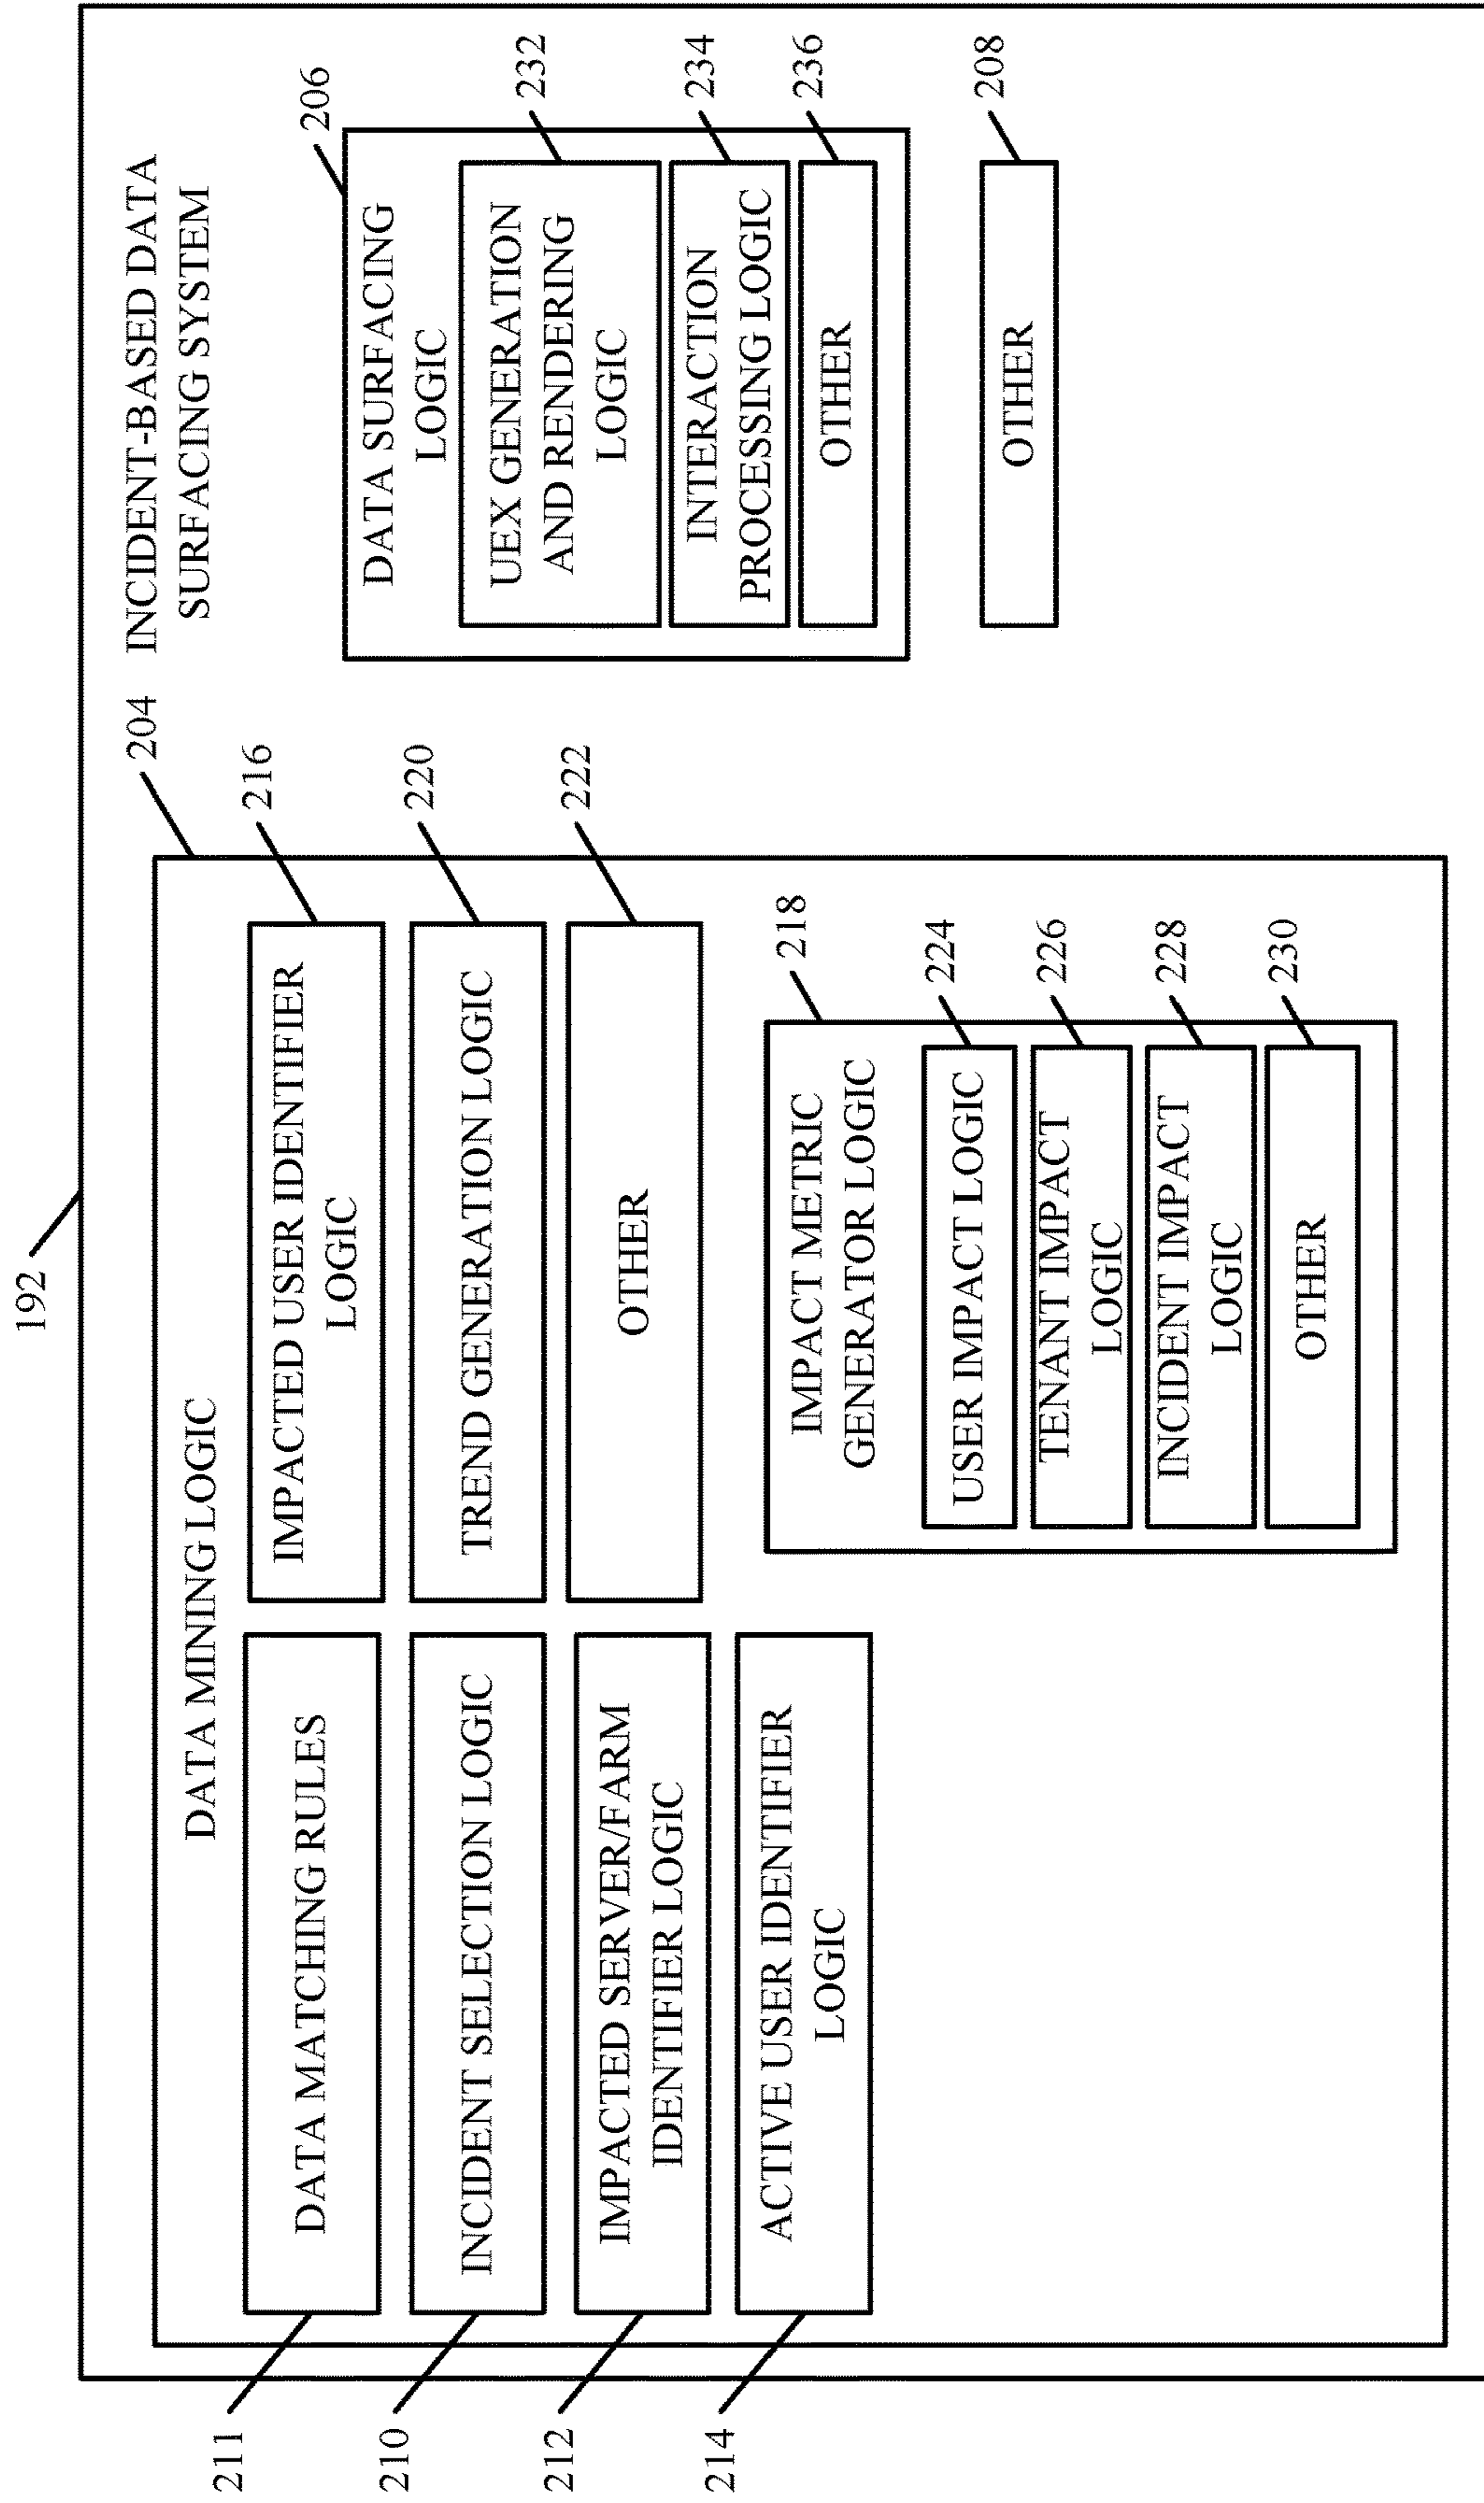 192
INCIDENT-BASED DATA
SURFACING SYSTEM
204
DATA MINING LOGIC
211
DATA MATCHING RULES
210
INCIDENT SELECTION LOGIC
212
IMPACTED SERVER/FARM
IDENTIFIER LOGIC
214
ACTIVE USER IDENTIFIER
LOGIC
216
IMPACTED USER IDENTIFIER
LOGIC
220
TREND GENERATION LOGIC
222
OTHER
218
IMPACT METRIC
GENERATOR LOGIC
224
USER IMPACT LOGIC
226
TENANT IMPACT
LOGIC
228
INCIDENT IMPACT
LOGIC
230
OTHER
206
DATA SURFACING
LOGIC
232
UEX GENERATION
AND RENDERING
LOGIC
234
INTERACTION
PROCESSING LOGIC
236
OTHER
208
OTHER